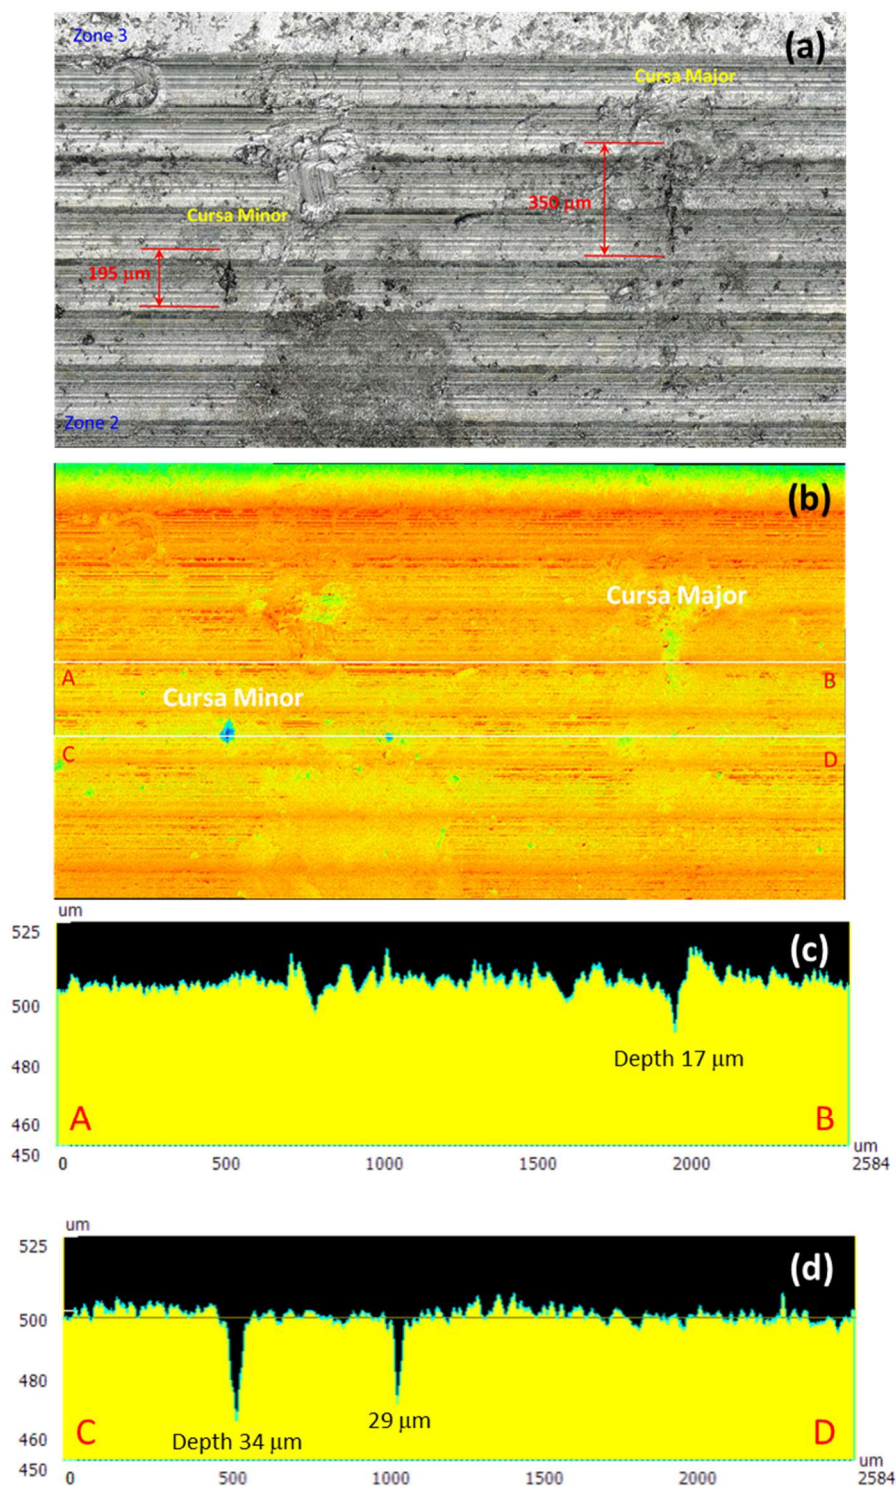 Zone 3
(a)
Cursa Major
350 μm
Cursa Minor
195 μm
Zone 2
(b)
Cursa Major
A
B
Cursa Minor
C
D
um
525
(c)
500
480
Depth 17 μm
460
A
B
450
um
0
500
1000
1500
2000
2584
um
525
(d)
500
480
29 μm
Depth 34 μm
460
C
D
450
um
0
500
1000
1500
2000
2584